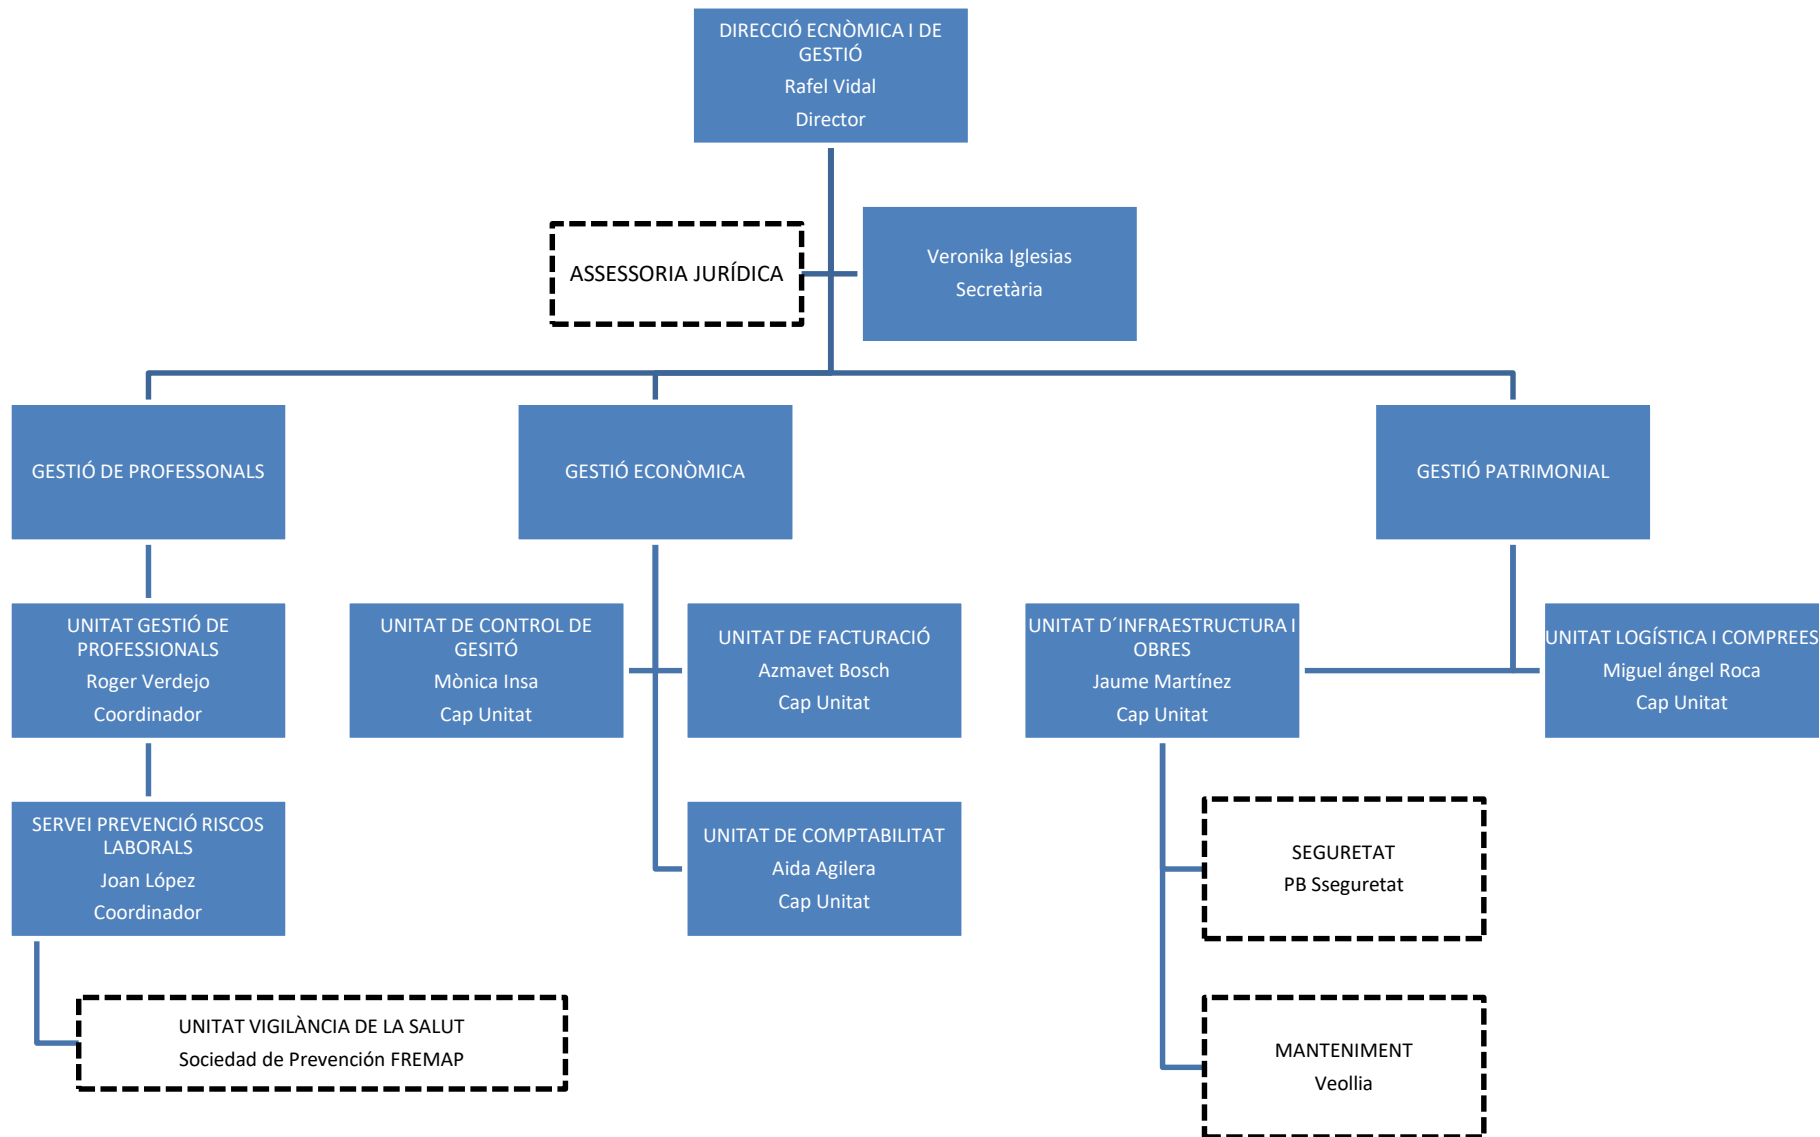 DIRECCIÓ ECNÒMICA I DE
GESTIÓ
Rafel Vidal
Director
ASSESSORIA JURÍDICA
Veronika Iglesias
Secretària
GESTIÓ DE PROFESSONALS
GESTIÓ ECONÒMICA
GESTIÓ PATRIMONIAL
UNITAT GESTIÓ DE
PROFESSIONALS
Roger Verdejo
Coordinador
UNITAT DE CONTROL DE
GESITÓ
Mònica Insa
Cap Unitat
UNITAT DE FACTURACIÓ
Azmavet Bosch
Cap Unitat
UNITAT D´INFRAESTRUCTURA I
OBRES
Jaume Martínez
Cap Unitat
UNITAT LOGÍSTICA I COMPREES
Miguel ángel Roca
Cap Unitat
SERVEI PREVENCIÓ RISCOS
LABORALS
Joan López
Coordinador
UNITAT DE COMPTABILITAT
Aida Agilera
Cap Unitat
SEGURETAT
PB Sseguretat
UNITAT VIGILÀNCIA DE LA SALUT
Sociedad de Prevención FREMAP
MANTENIMENT
Veollia